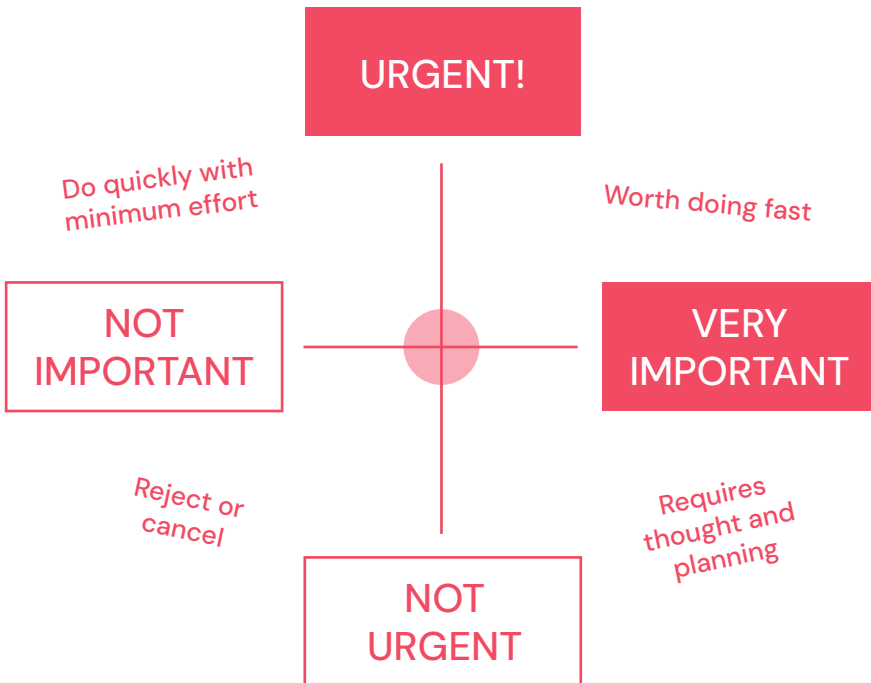 URGENT!
Do quickly with
minimum effort
Worth doing fast
NOT
IMPORTANT
VERY
IMPORTANT
Reject or
cancel
Requires
thought and
planning
NOT
URGENT